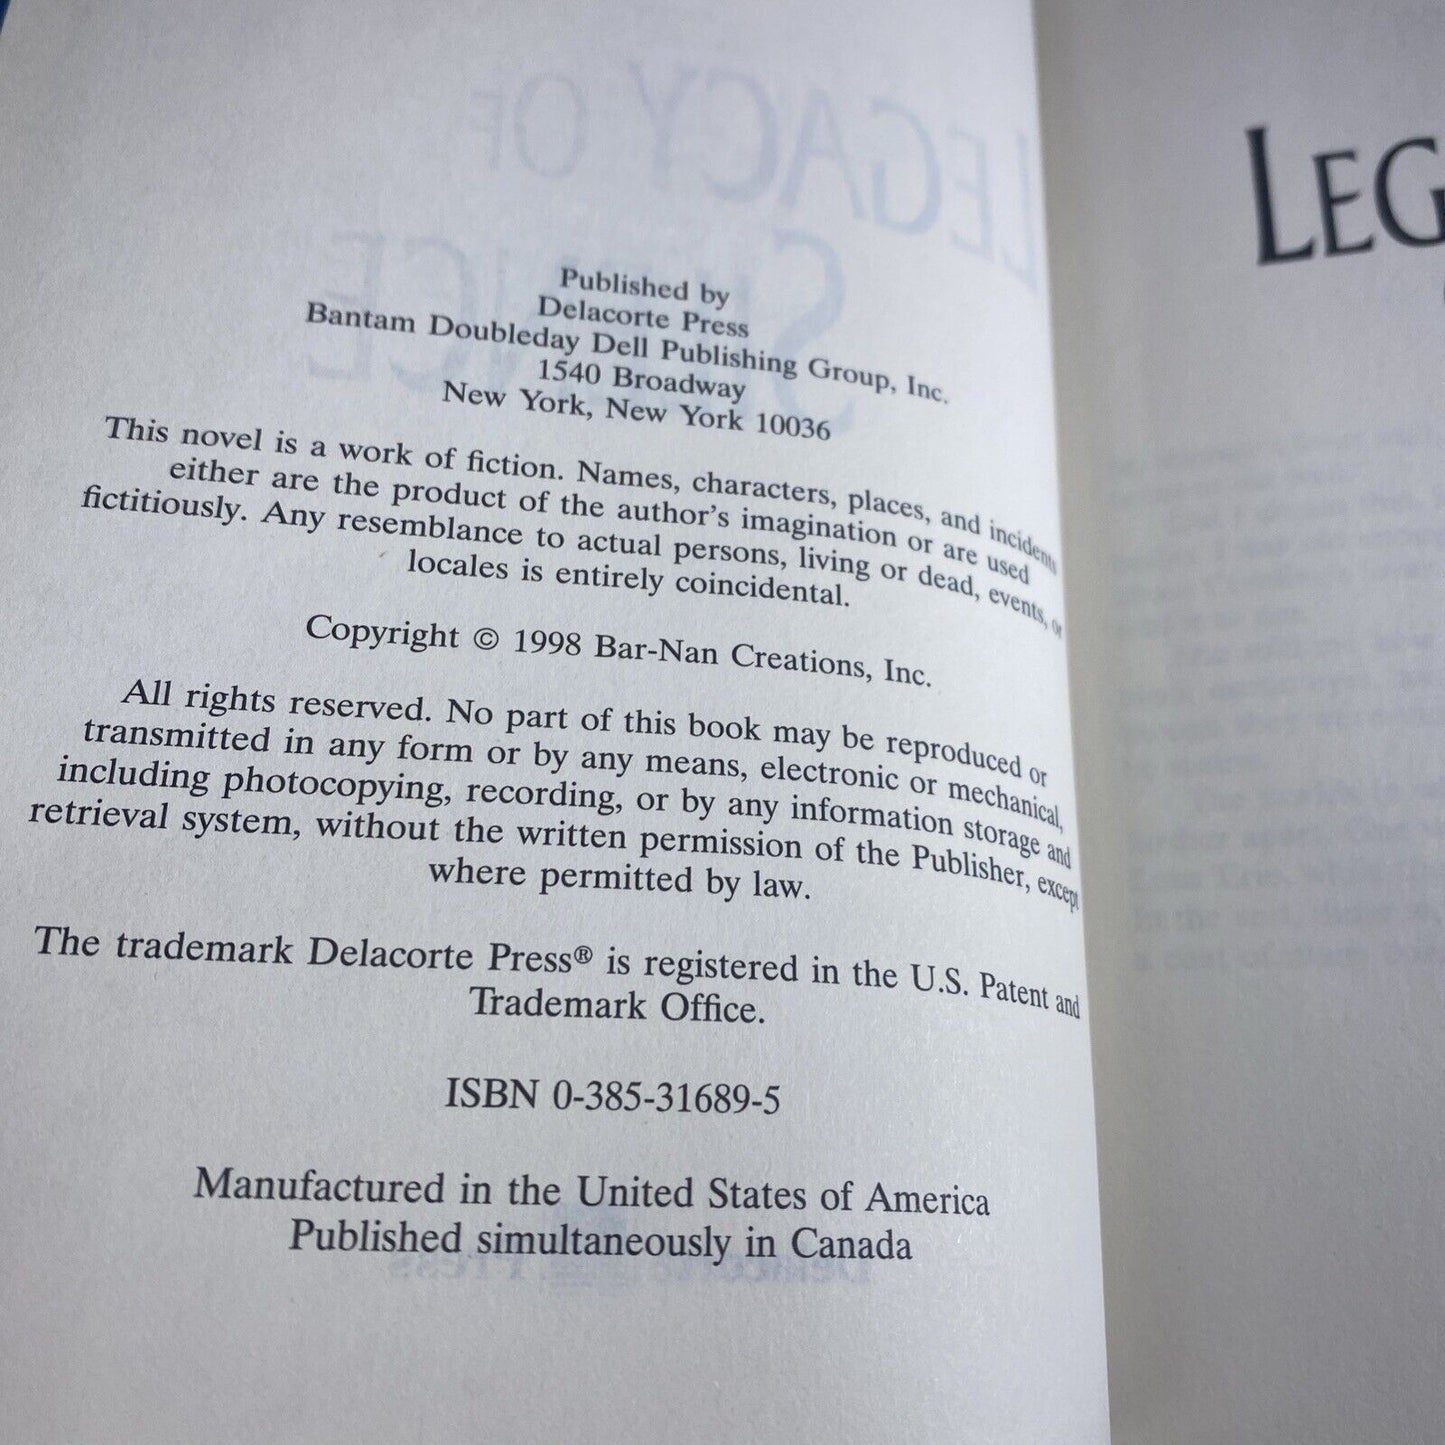 LEGACY OF
SILENCE
Published by
Delacorte Press
Bantam Doubleday Dell Publishing Group, Inc.
1540 Broadway
New York, New York 10036
This novel is a work of fiction. Names, characters, places, and incidents
either are the product of the author's imagination or are used
fictitiously. Any resemblance to actual persons, living or dead, events, or
locales is entirely coincidental.
Copyright © 1998 Bar-Nan Creations, Inc.
All rights reserved. No part of this book may be reproduced or
transmitted in any form or by any means, electronic or mechanical,
including photocopying, recording, or by any information storage and
retrieval system, without the written permission of the Publisher, except
where permitted by law.
The trademark Delacorte Press® is registered in the U.S. Patent and
Trademark Office.
ISBN 0-385-31689-5
Manufactured in the United States of America
Published simultaneously in Canada
Delacorte Press
LEG